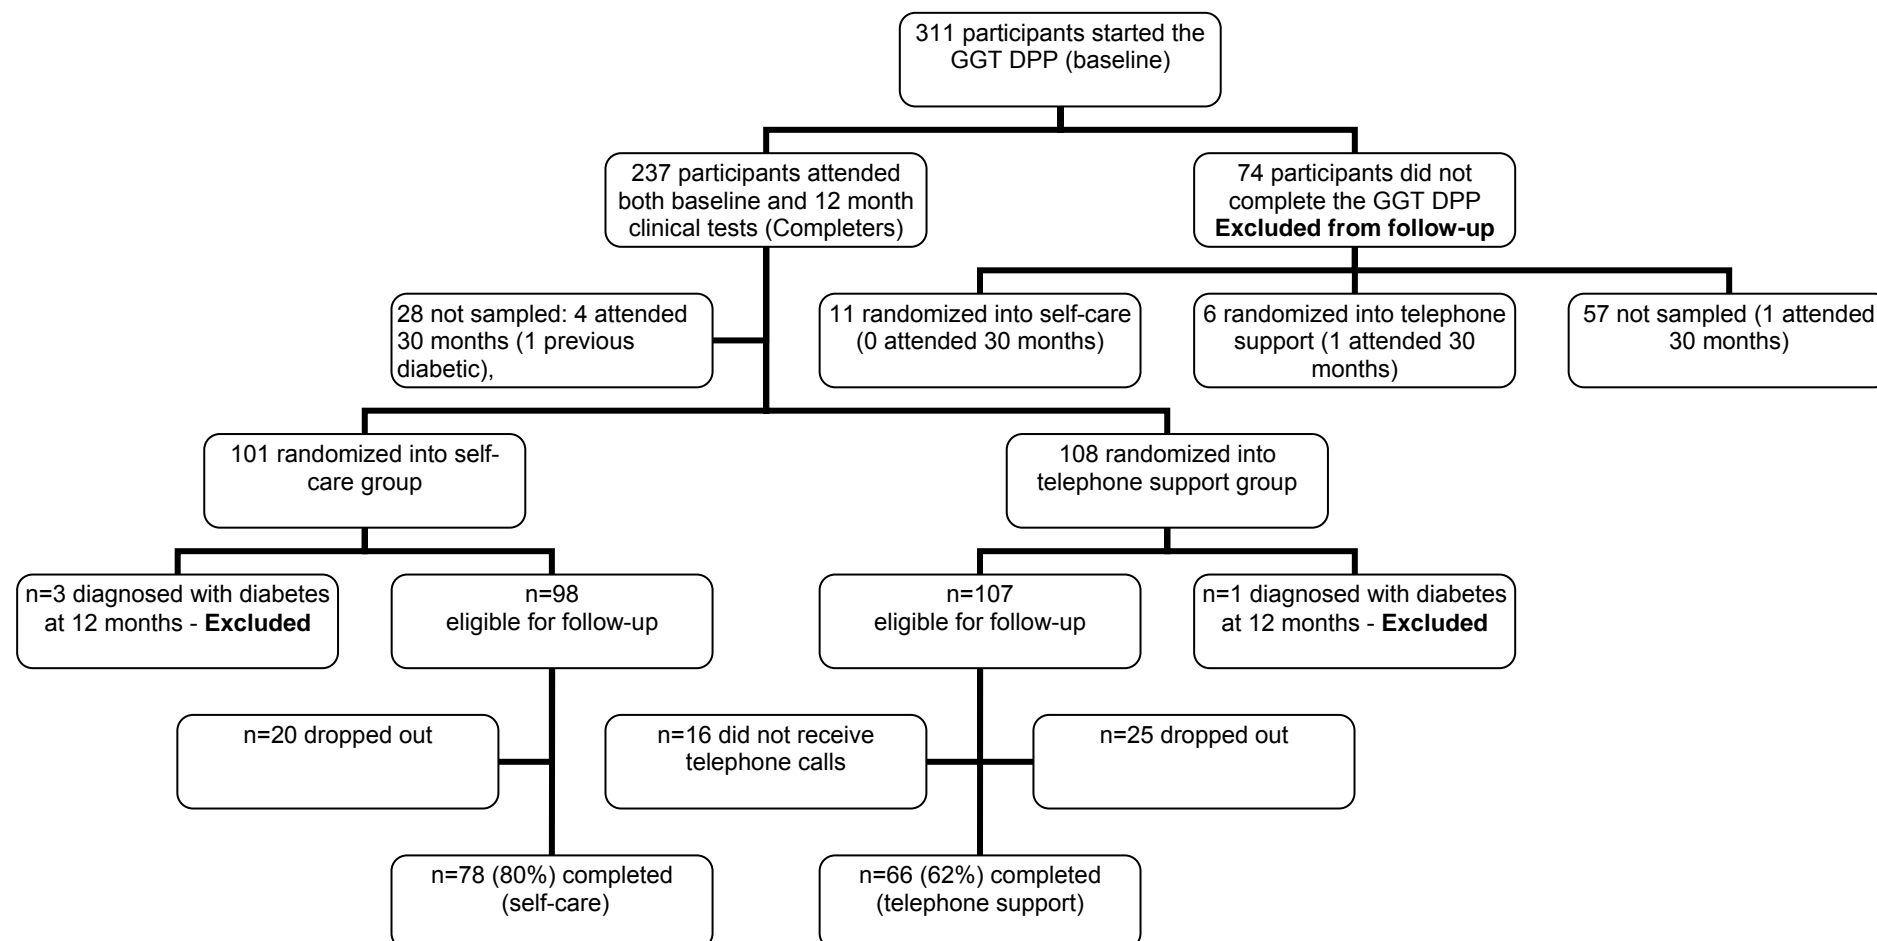 311 participants started the
GGT DPP (baseline)
237 participants attended
both baseline and 12 month
clinical tests (Completers)
74 participants did not
complete the GGT DPP
Excluded from follow-up
28 not sampled: 4 attended
30 months (1 previous
diabetic),
11 randomized into self-care
(0 attended 30 months)
6 randomized into telephone
support (1 attended 30
months)
57 not sampled (1 attended
30 months)
101 randomized into self-
care group
108 randomized into
telephone support group
n=3 diagnosed with diabetes
at 12 months - Excluded
n=98
eligible for follow-up
n=107
eligible for follow-up
n=1 diagnosed with diabetes
at 12 months - Excluded
n=20 dropped out
n=16 did not receive
telephone calls
n=25 dropped out
n=78 (80%) completed
(self-care)
n=66 (62%) completed
(telephone support)